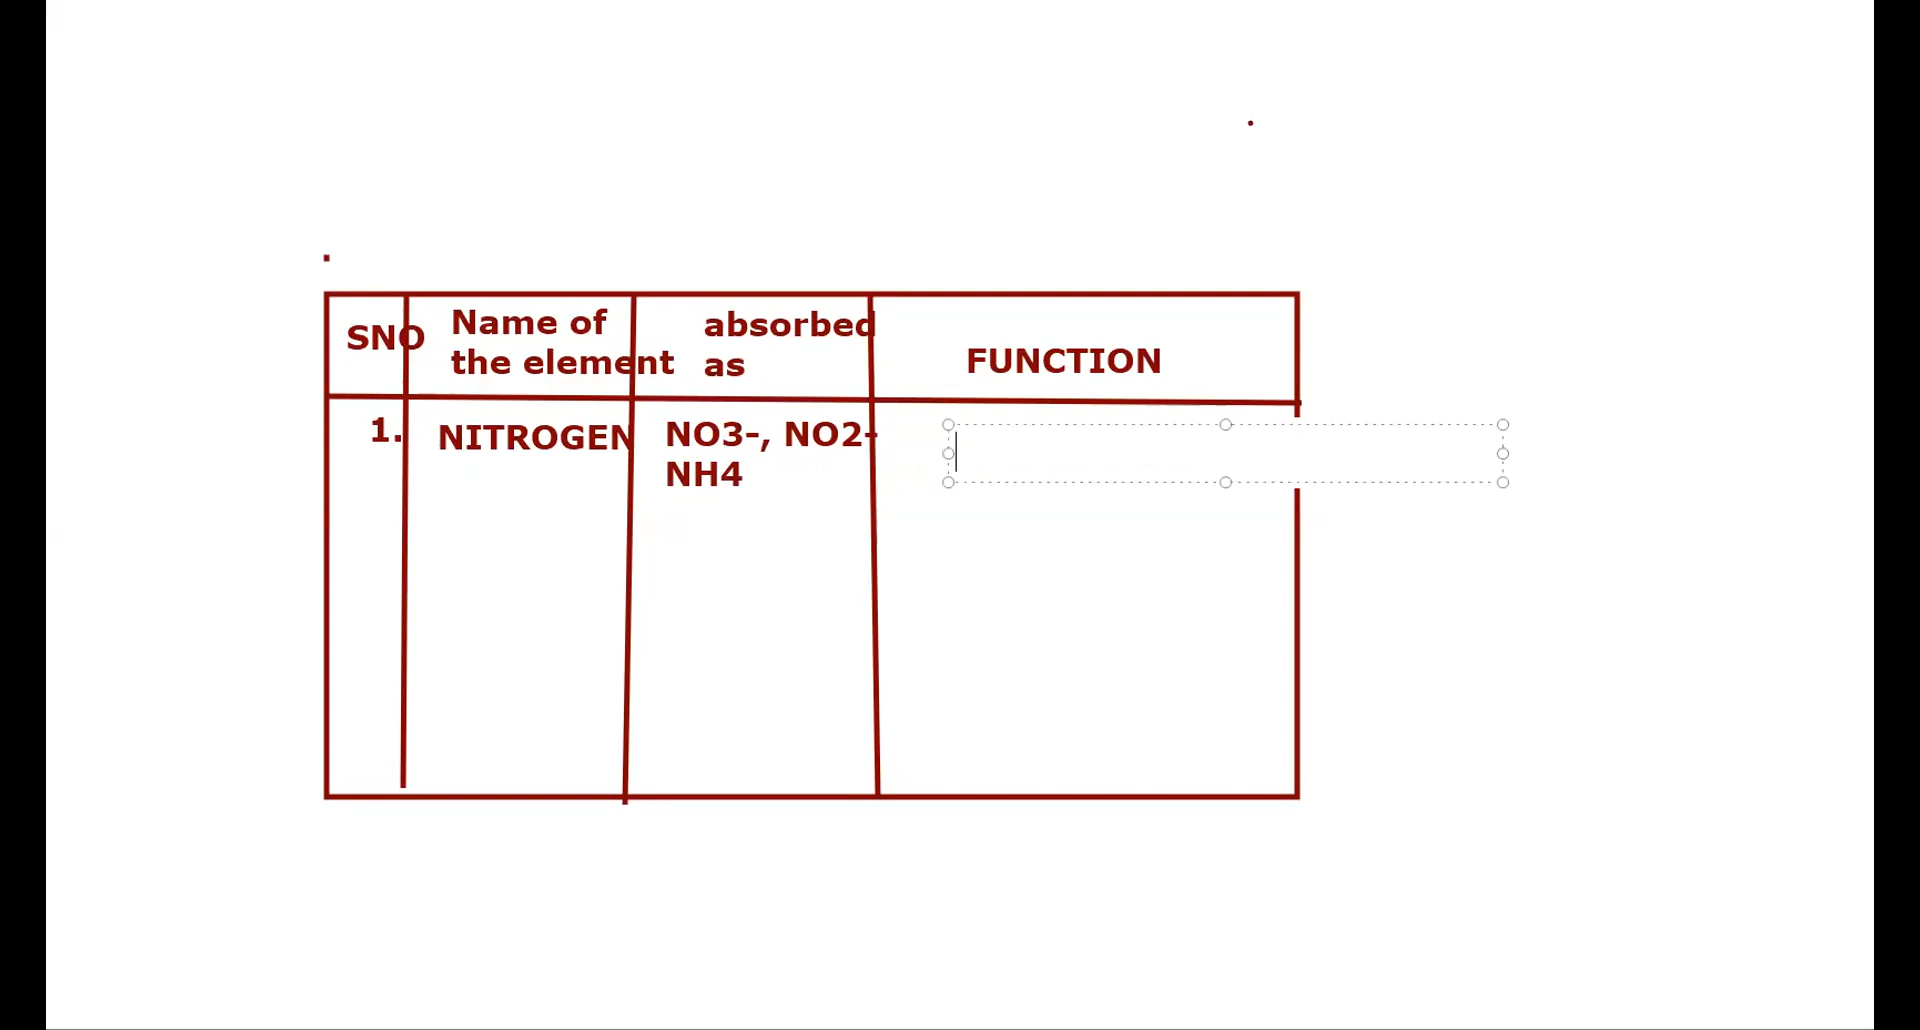 SNO
Name of
the element
absorbed
as
FUNCTION
1.
NITROGEN
NO3-, NO2-
NH4